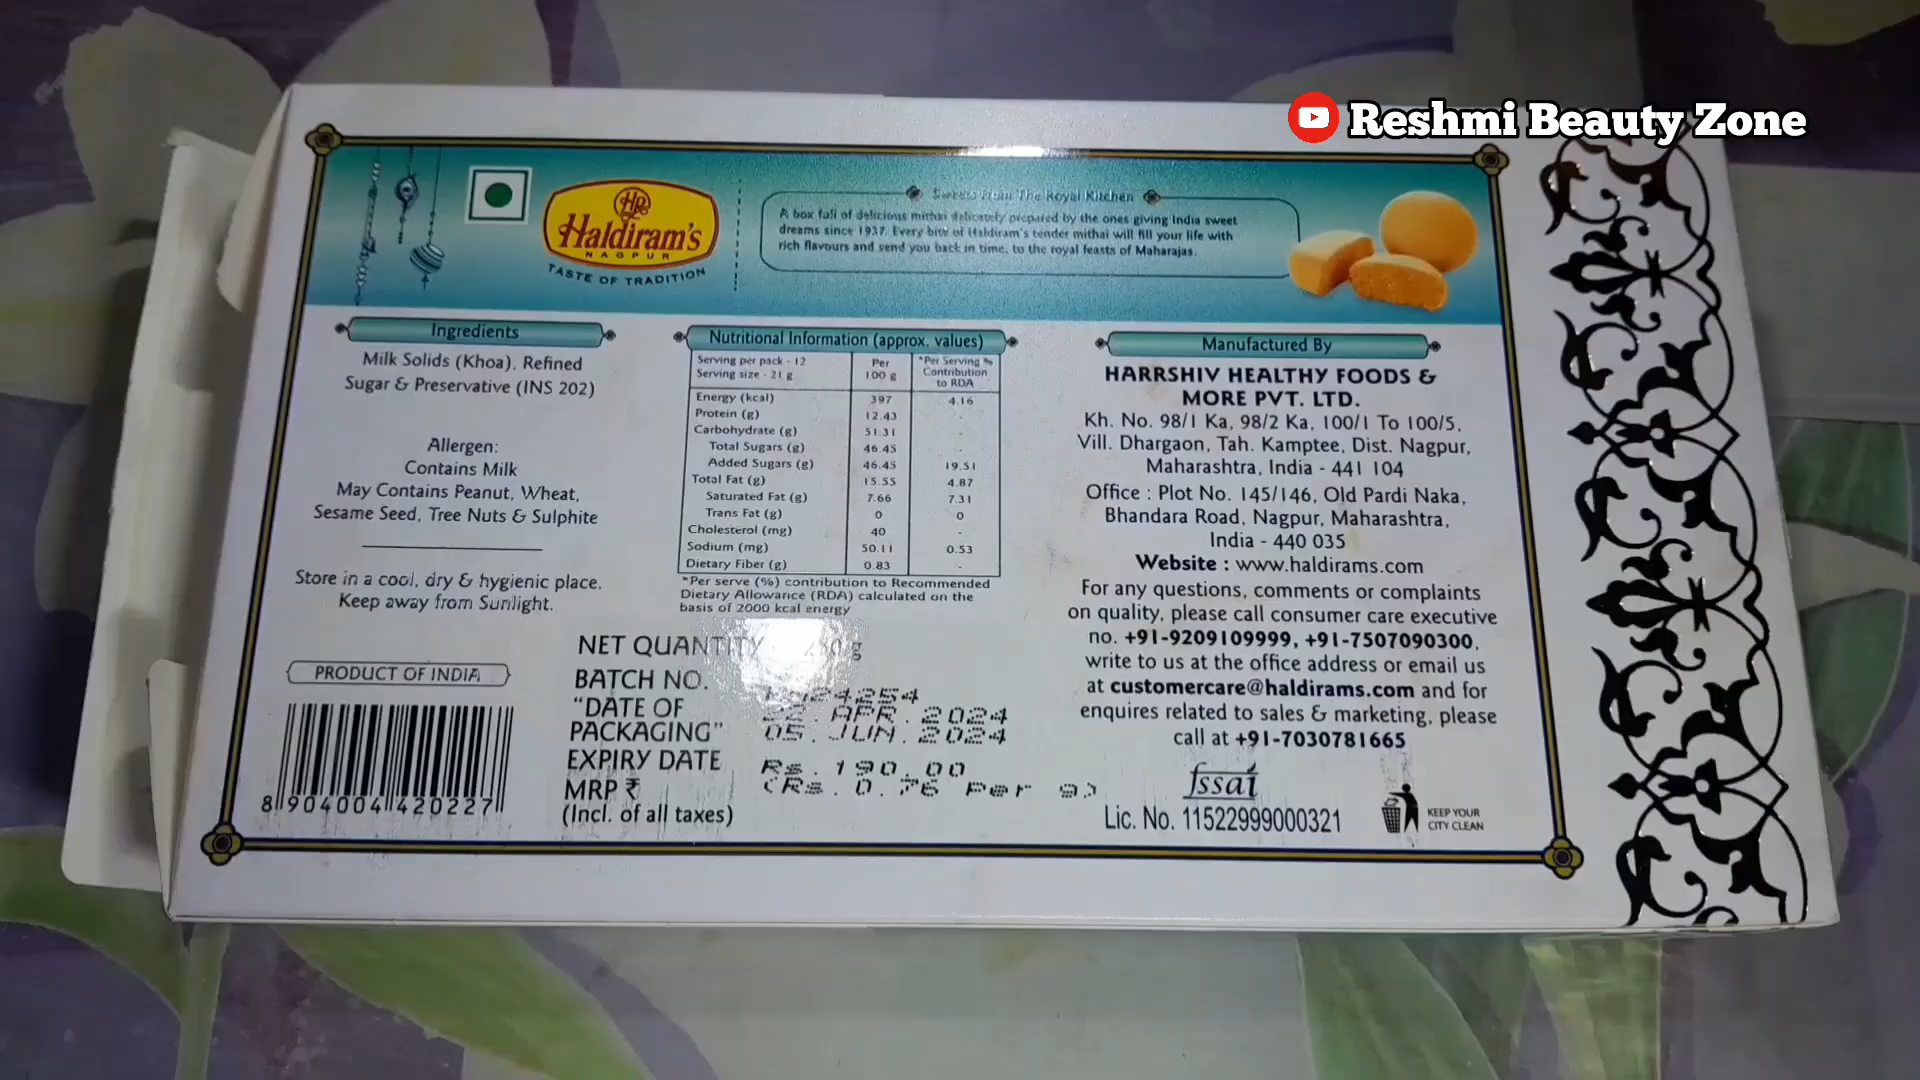 Reshmi Beauty Zone
HR
Haldiram's
NAGPUR
TASTE OF TRADITION
Sweets From The Royal Kitchen
A box full of delicious mithai delicately prepared by the ones giving India sweet
dreams since 1937. Every bite of Haldiram's tender mithai will fill your life with
rich flavours and send you back in time, to the royal feasts of Maharajas.
Ingredients
Milk Solids (Khoa), Refined
Sugar & Preservative (INS 202)
Allergen:
Contains Milk
May Contains Peanut, Wheat,
Sesame Seed, Tree Nuts & Sulphite
Store in a cool, dry & hygienic place.
Keep away from Sunlight.
PRODUCT OF INDIA
8 904004 420227
Nutritional Information (approx. values)
Serving per pack - 12
Serving size - 21 g
Per 100 g
*Per Serving % Contribution to RDA
Energy (kcal) 397 4.16
Protein (g) 12.43 -
Carbohydrate (g) 51.31 -
Total Sugars (g) 46.45 -
Added Sugars (g) 46.45 19.51
Total Fat (g) 15.55 4.87
Saturated Fat (g) 7.66 7.31
Trans Fat (g) 0 0
Cholesterol (mg) 40 -
Sodium (mg) 50.11 0.53
Dietary Fiber (g) 0.83 -
*Per serve (%) contribution to Recommended
Dietary Allowance (RDA) calculated on the
basis of 2000 kcal energy
NET QUANTITY 250 g
BATCH NO.
"DATE OF
PACKAGING" 22.APR.2024
EXPIRY DATE 05.JUN.2024
MRP ₹ Rs.190.00
(Incl. of all taxes) (Rs.0.76 Per g)
Manufactured By
HARRSHIV HEALTHY FOODS &
MORE PVT. LTD.
Kh. No. 98/1 Ka, 98/2 Ka, 100/1 To 100/5,
Vill. Dhargaon, Tah. Kamptee, Dist. Nagpur,
Maharashtra, India - 441 104
Office : Plot No. 145/146, Old Pardi Naka,
Bhandara Road, Nagpur, Maharashtra,
India - 440 035
Website : www.haldirams.com
For any questions, comments or complaints
on quality, please call consumer care executive
no. +91-9209109999, +91-7507090300,
write to us at the office address or email us
at customercare@haldirams.com and for
enquires related to sales & marketing, please
call at +91-7030781665
fssai
Lic. No. 11522999000321
KEEP YOUR
CITY CLEAN